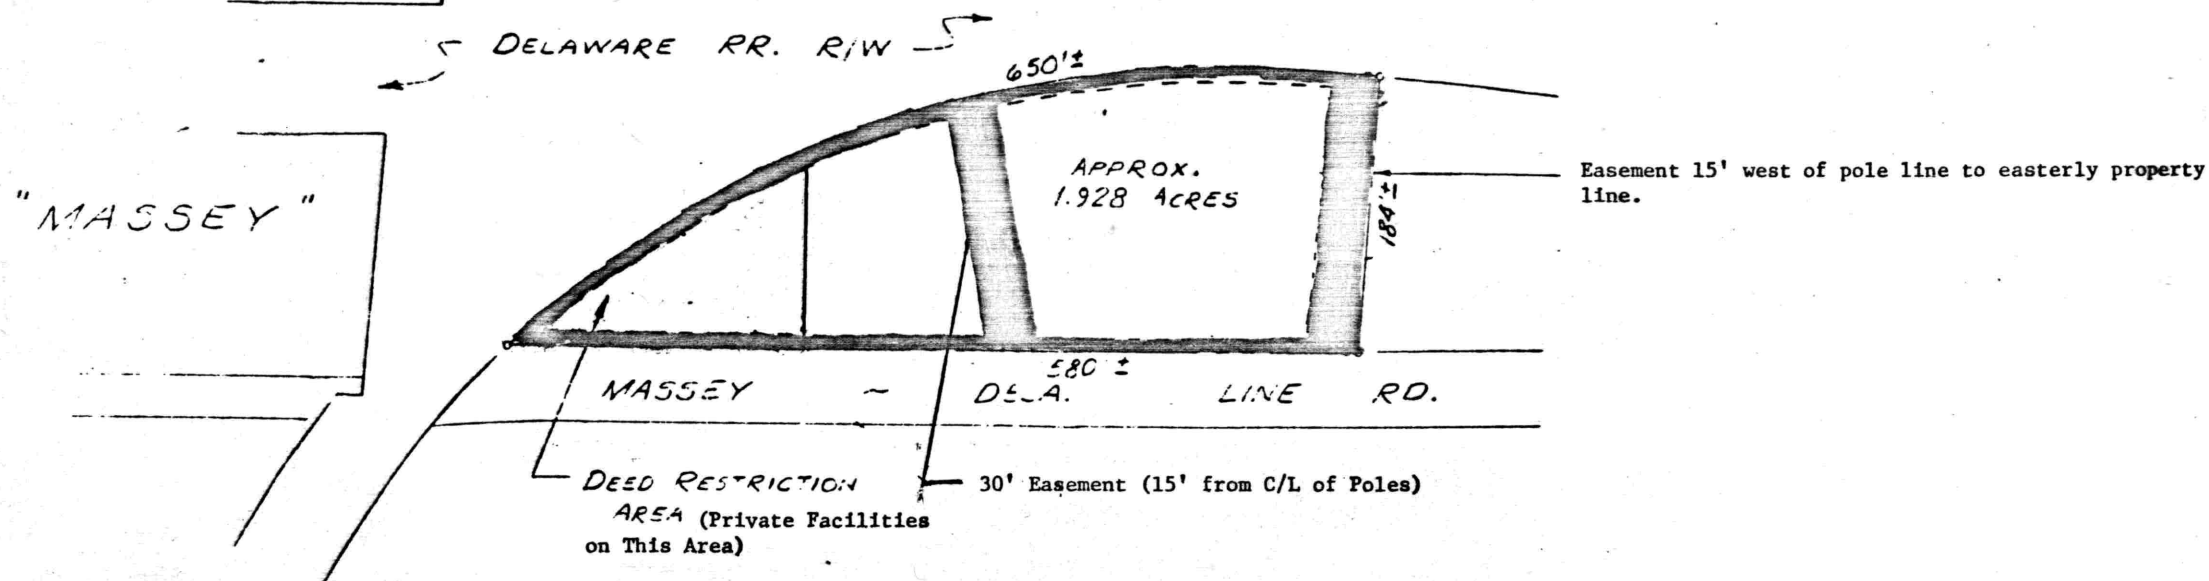 DELAWARE RR. R/W
650'±
"MASSEY"
APPROX.
1.928 ACRES
184'±
Easement 15' west of pole line to easterly property
line.
580'±
MASSEY ~ DELA. LINE RD.
DEED RESTRICTION
AREA (Private Facilities
on This Area)
30' Easement (15' from C/L of Poles)